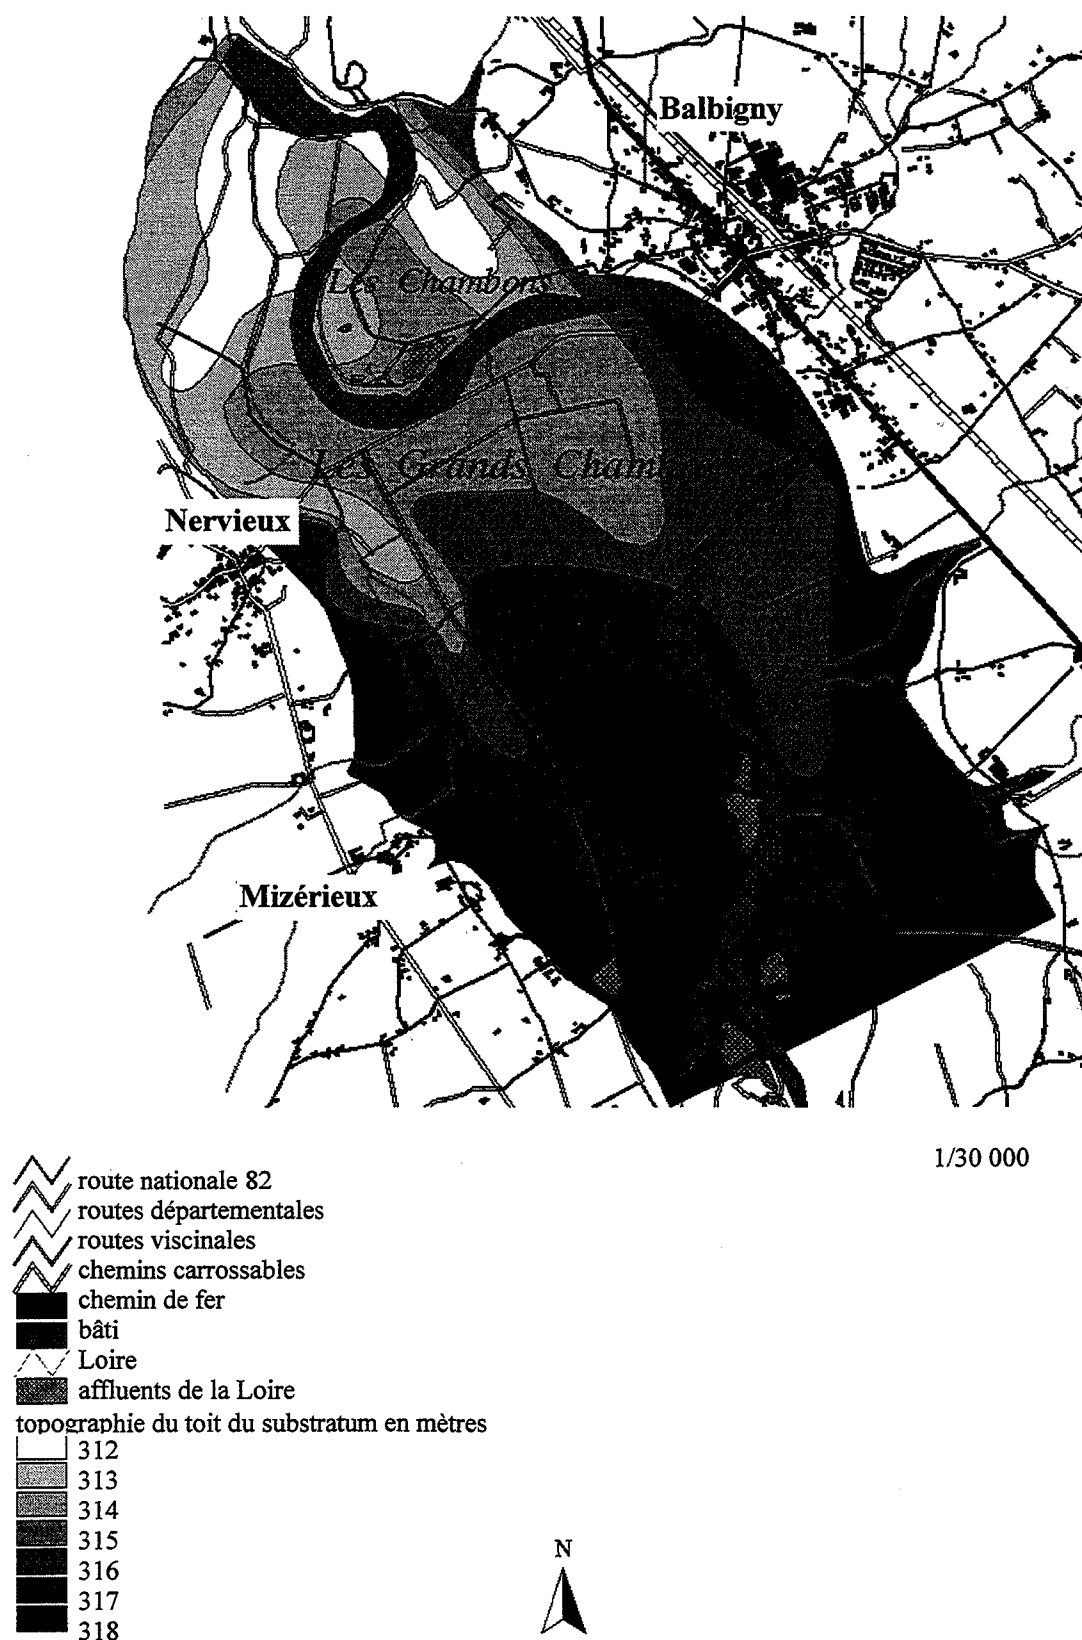 Balbigny
Les Chambons
Les Grands
Nervieux
Mizérieux
1/30 000
route nationale 82
routes départementales
routes viscinales
chemins carrossables
chemin de fer
bâti
Loire
affluents de la Loire
topographie du toit du substratum en mètres
312
313
314
315
316
317
318
N